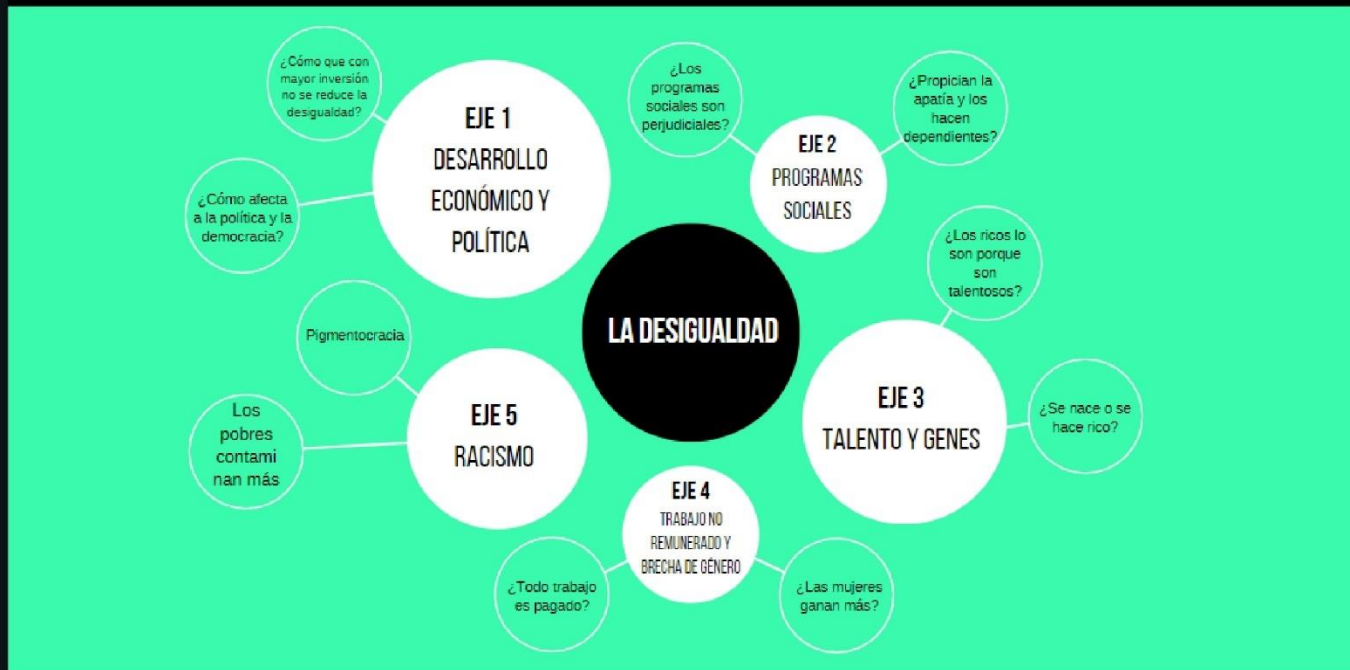 ¿Cómo que con
mayor inversión
no se reduce la
desigualdad?
¿Cómo afecta
a la política y la
democracia?
EJE 1
DESARROLLO
ECONÓMICO Y
POLÍTICA
¿Los
programas
sociales son
perjudiciales?
¿Propician la
apatía y los
hacen
dependientes?
EJE 2
PROGRAMAS
SOCIALES
LA DESIGUALDAD
¿Los ricos lo
son porque
son
talentosos?
EJE 3
TALENTO Y GENES
¿Se nace o se
hace rico?
Pigmentocracia
Los
pobres
contami
nan más
EJE 5
RACISMO
EJE 4
TRABAJO NO
REMUNERADO Y
BRECHA DE GÉNERO
¿Todo trabajo
es pagado?
¿Las mujeres
ganan más?